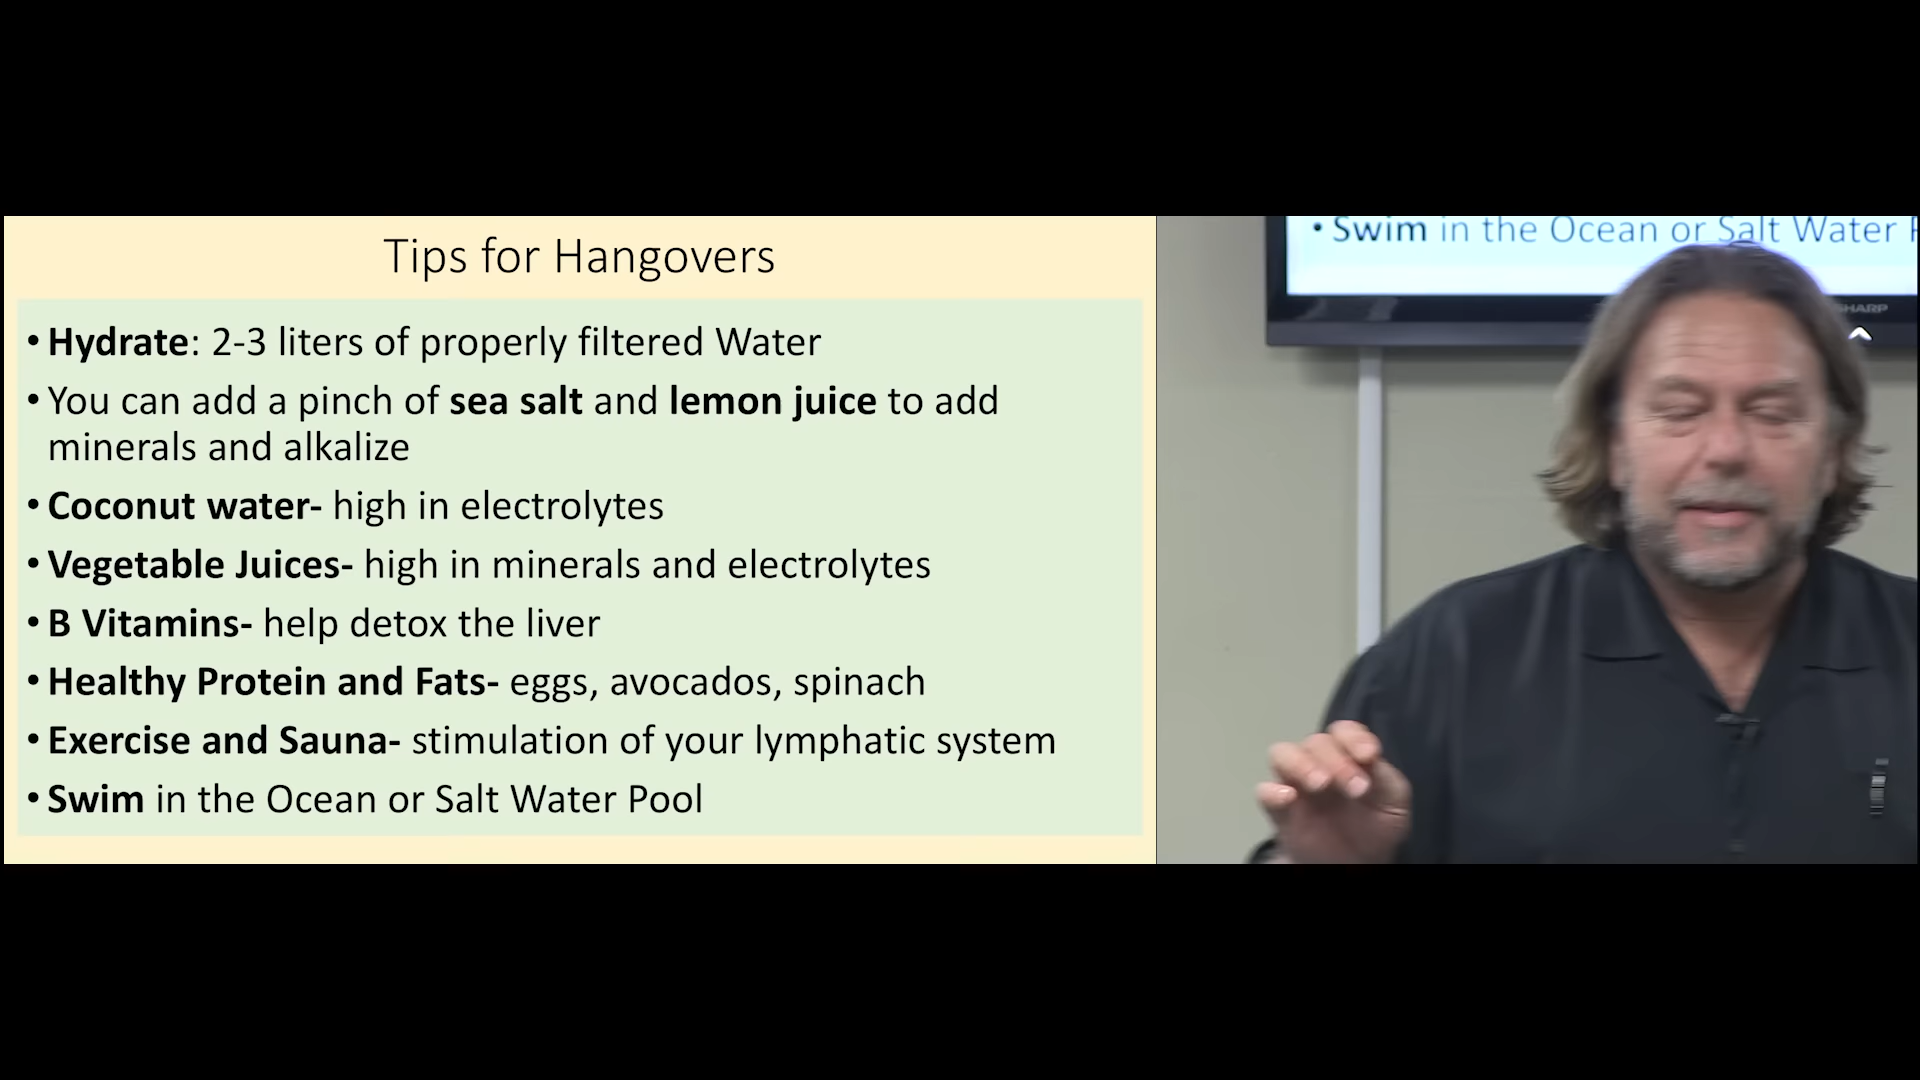 Tips for Hangovers
• Hydrate: 2-3 liters of properly filtered Water
• You can add a pinch of sea salt and lemon juice to add
minerals and alkalize
• Coconut water- high in electrolytes
• Vegetable Juices- high in minerals and electrolytes
• B Vitamins- help detox the liver
• Healthy Protein and Fats- eggs, avocados, spinach
• Exercise and Sauna- stimulation of your lymphatic system
• Swim in the Ocean or Salt Water Pool
• Swim in the Ocean or Salt Water
SHARP